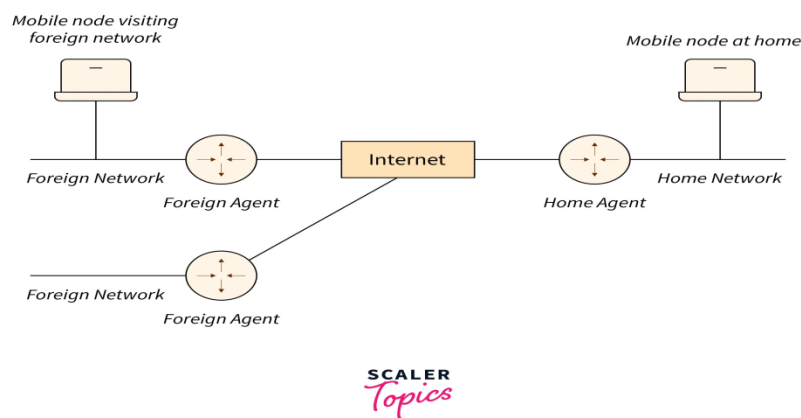 Mobile node visiting
foreign network
Mobile node at home
Internet
Foreign Network
Foreign Agent
Home Agent
Home Network
Foreign Network
Foreign Agent
SCALER
Topics